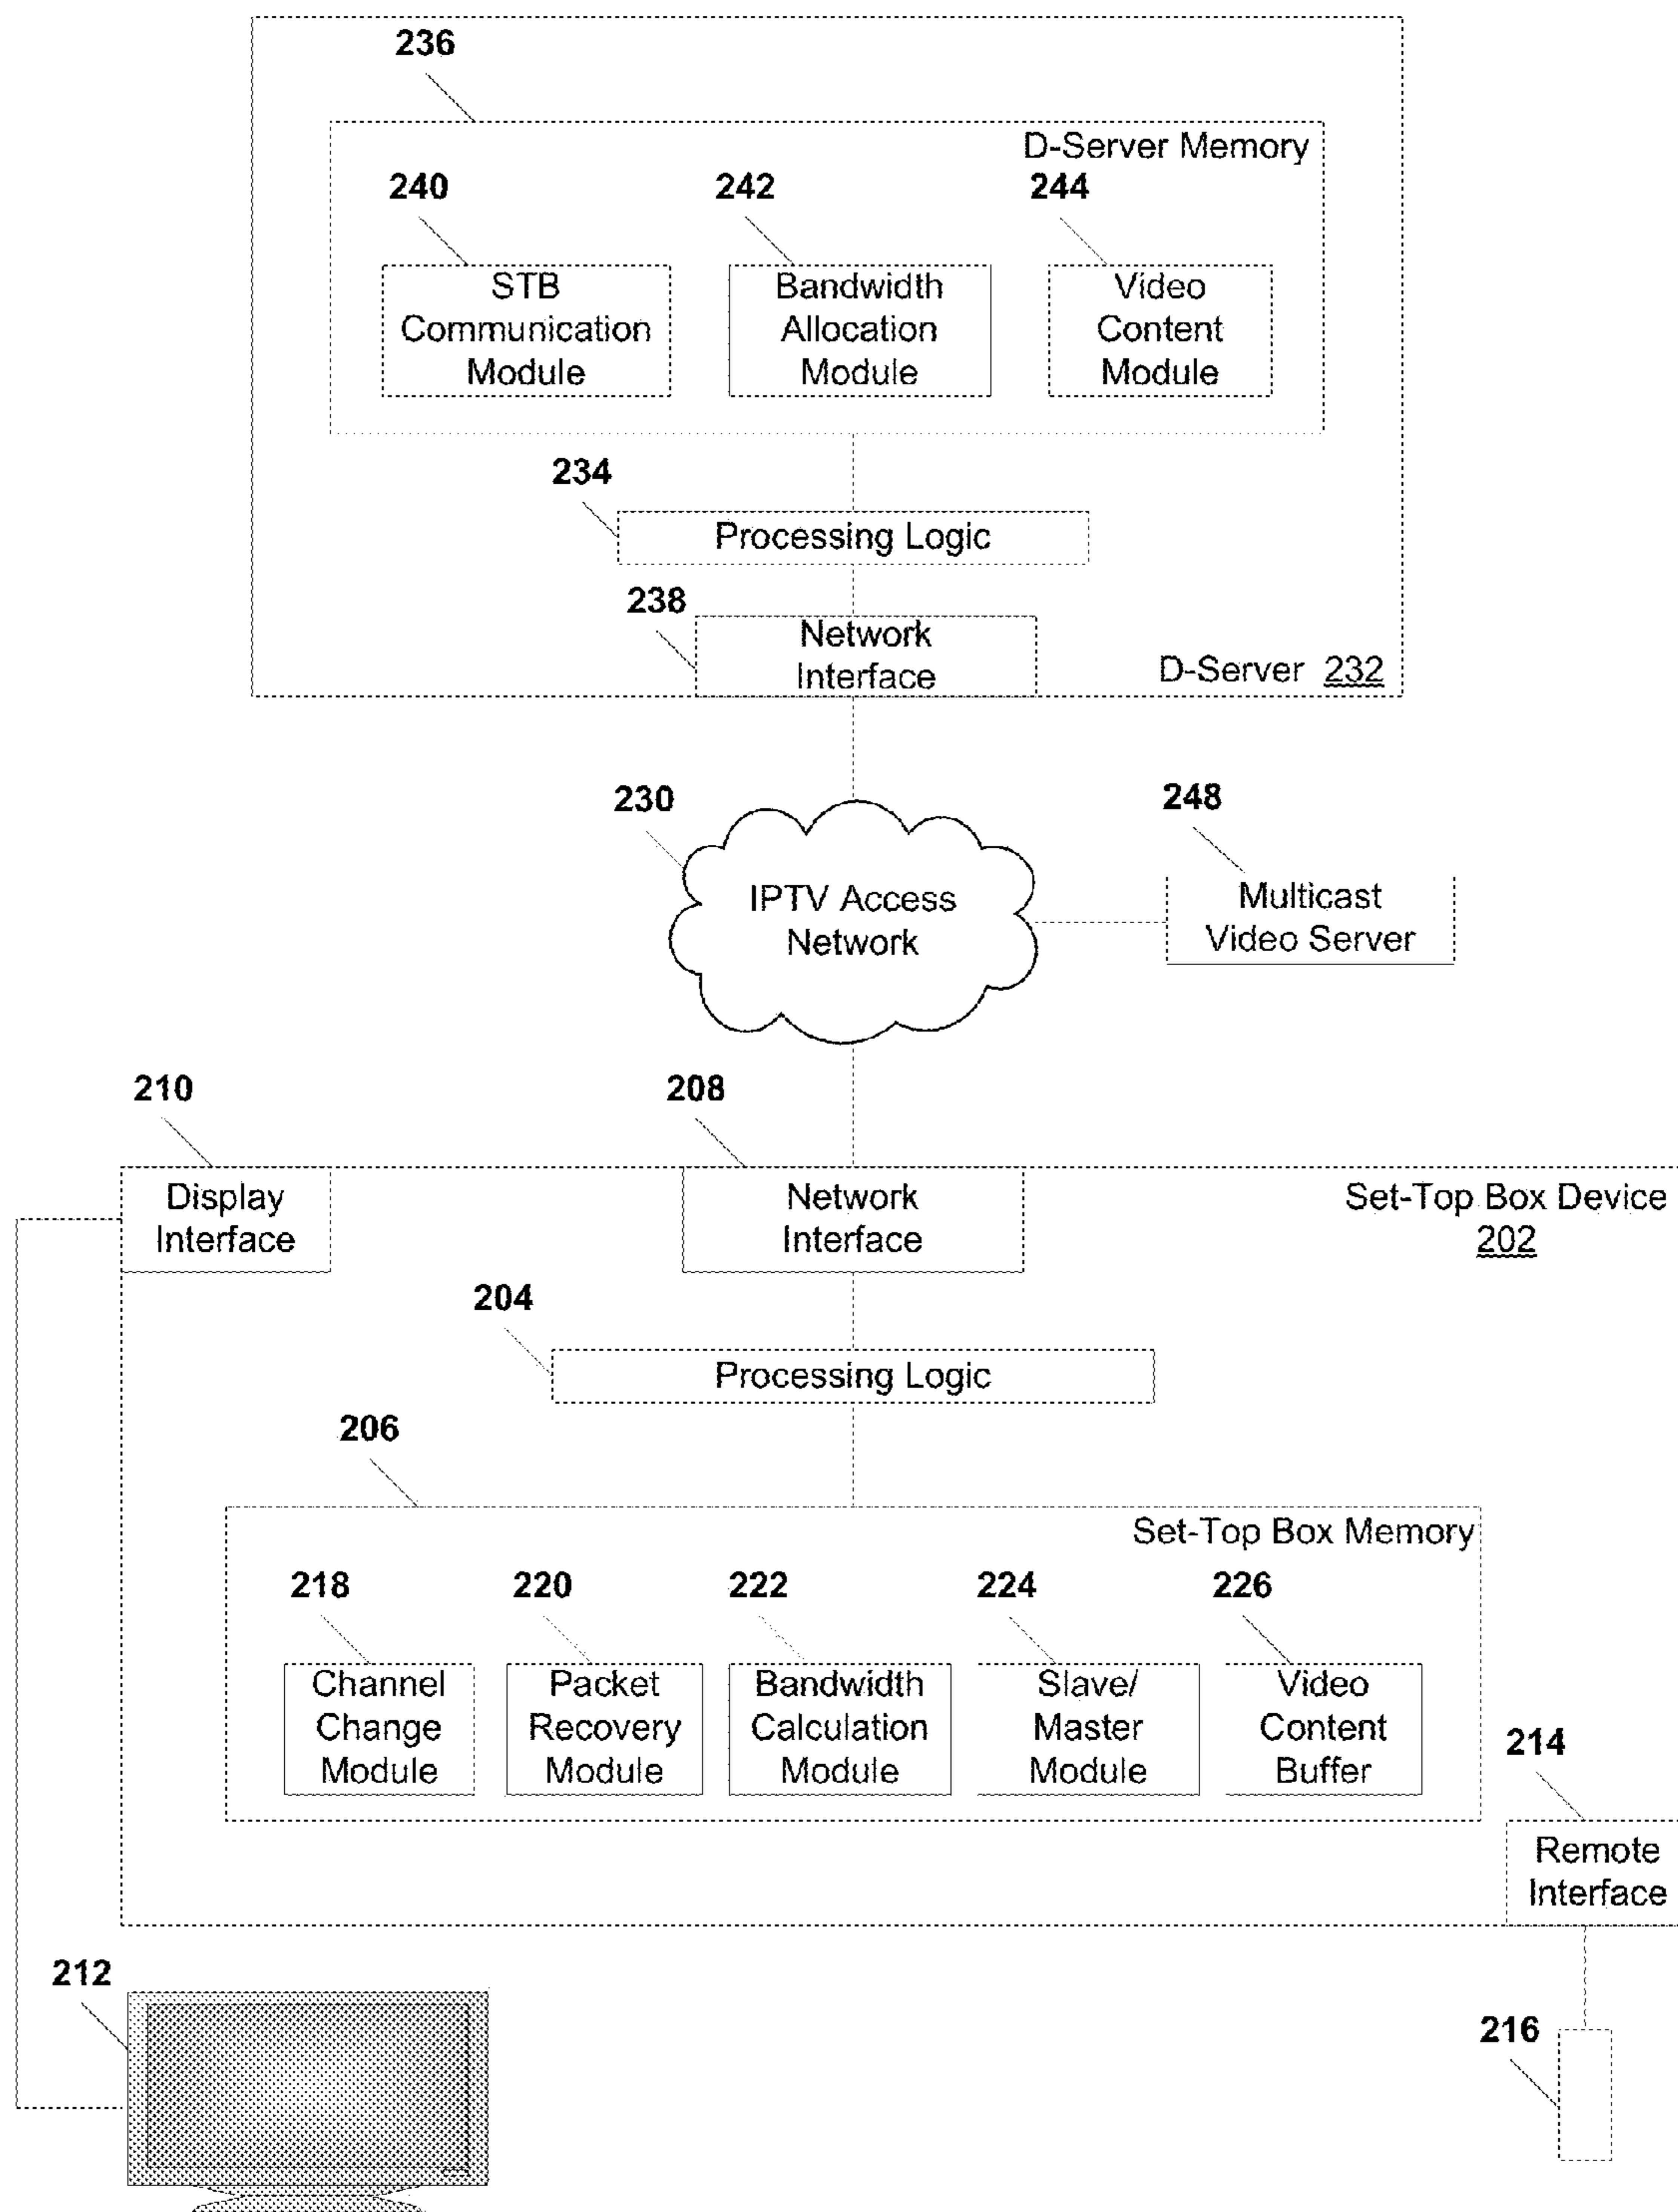 236
D-Server Memory
240
242
244
STB
Communication
Module
Bandwidth
Allocation
Module
Video
Content
Module
234
Processing Logic
238
Network
Interface
D-Server 232
230
248
IPTV Access
Network
Multicast
Video Server
210
208
Display
Interface
Network
Interface
Set-Top Box Device
202
204
Processing Logic
206
Set-Top Box Memory
218
220
222
224
226
Channel
Change
Module
Packet
Recovery
Module
Bandwidth
Calculation
Module
Slave/
Master
Module
Video
Content
Buffer
214
Remote
Interface
212
216